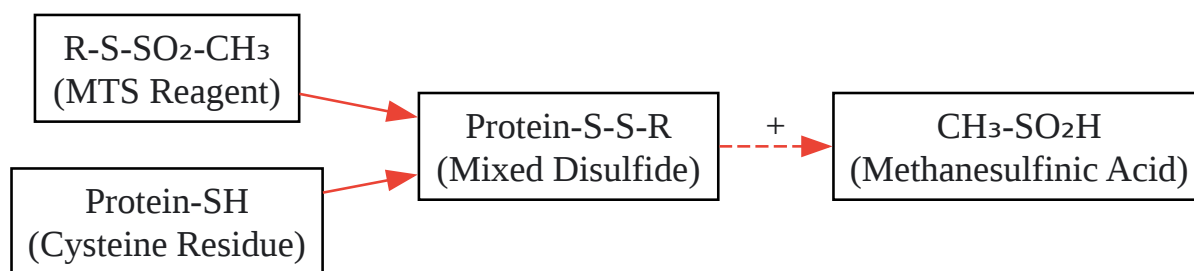 R-S-SO₂-CH₃
(MTS Reagent)
Protein-SH
(Cysteine Residue)
Protein-S-S-R
(Mixed Disulfide)
+
CH₃-SO₂H
(Methanesulfinic Acid)